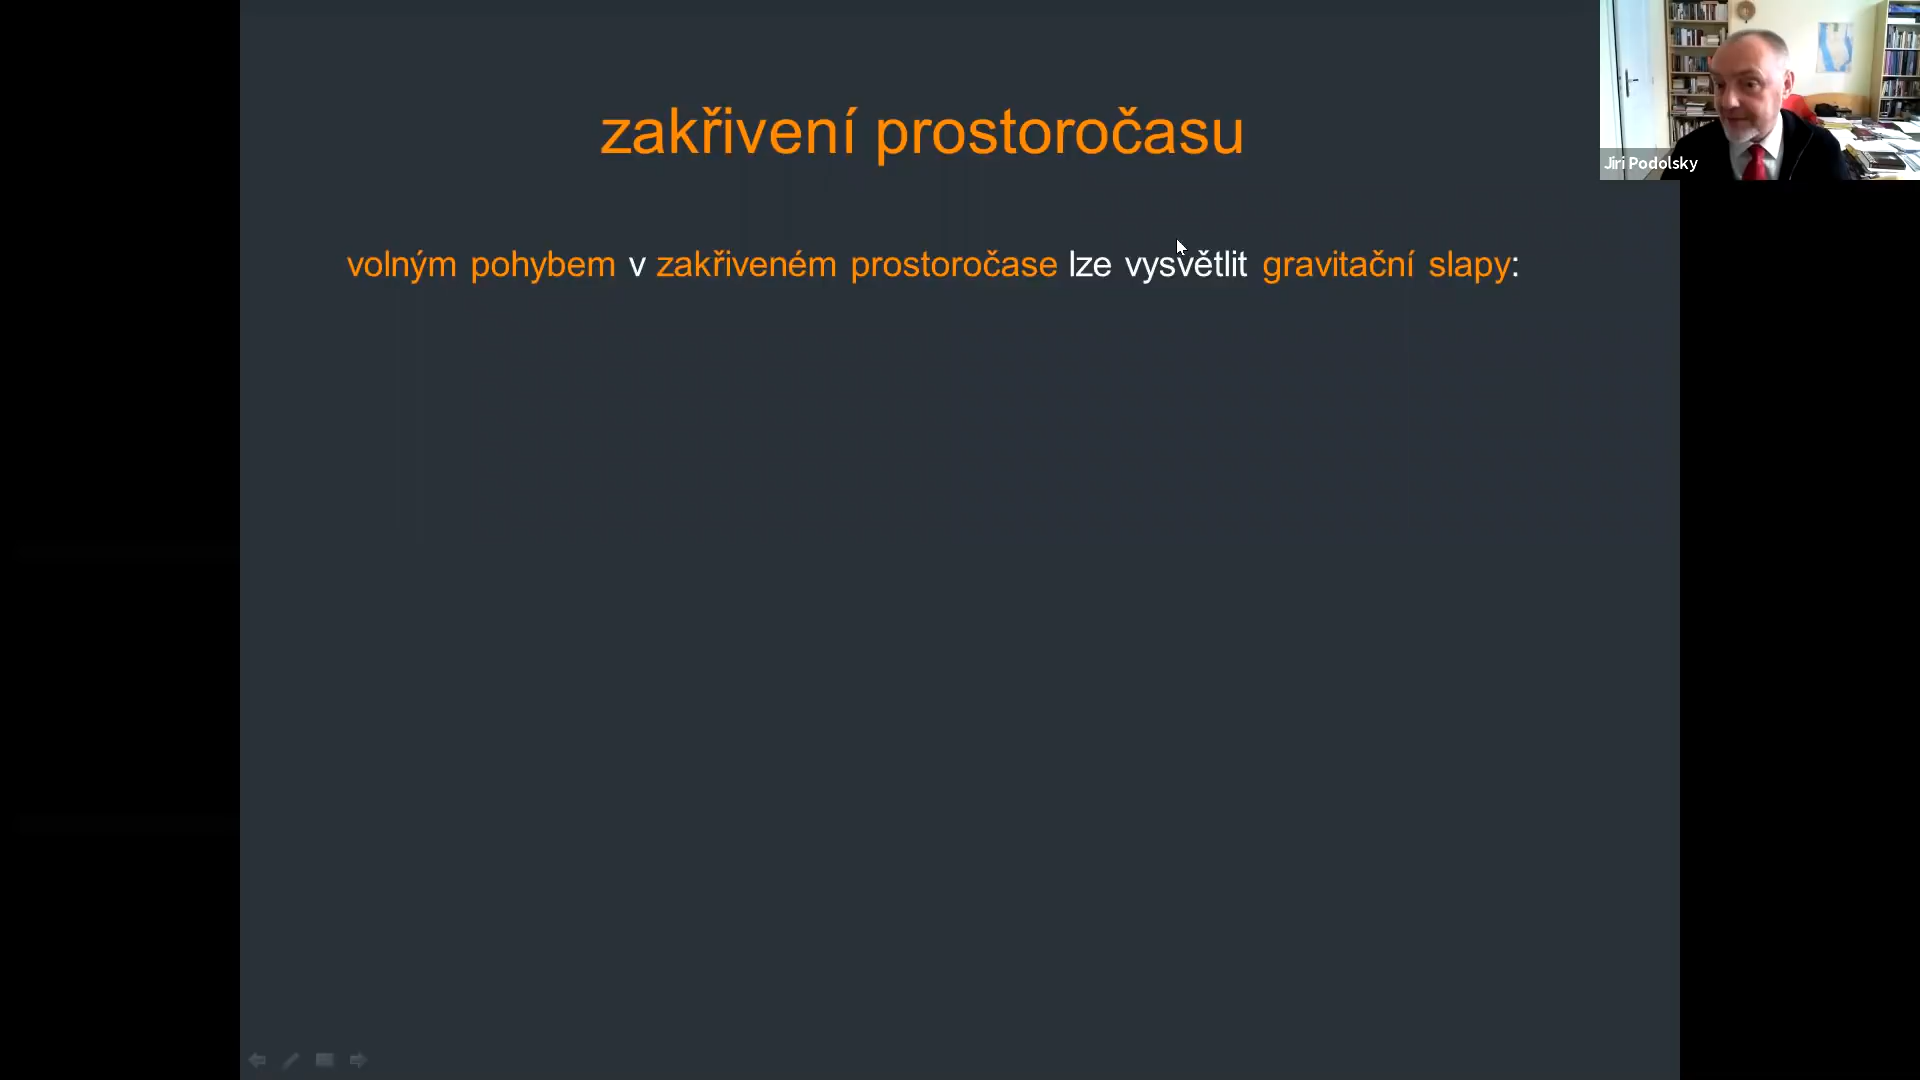 zakřivení prostoročasu
Jiri Podolsky
volným pohybem v zakřiveném prostoročase lze vysvětlit gravitační slapy: